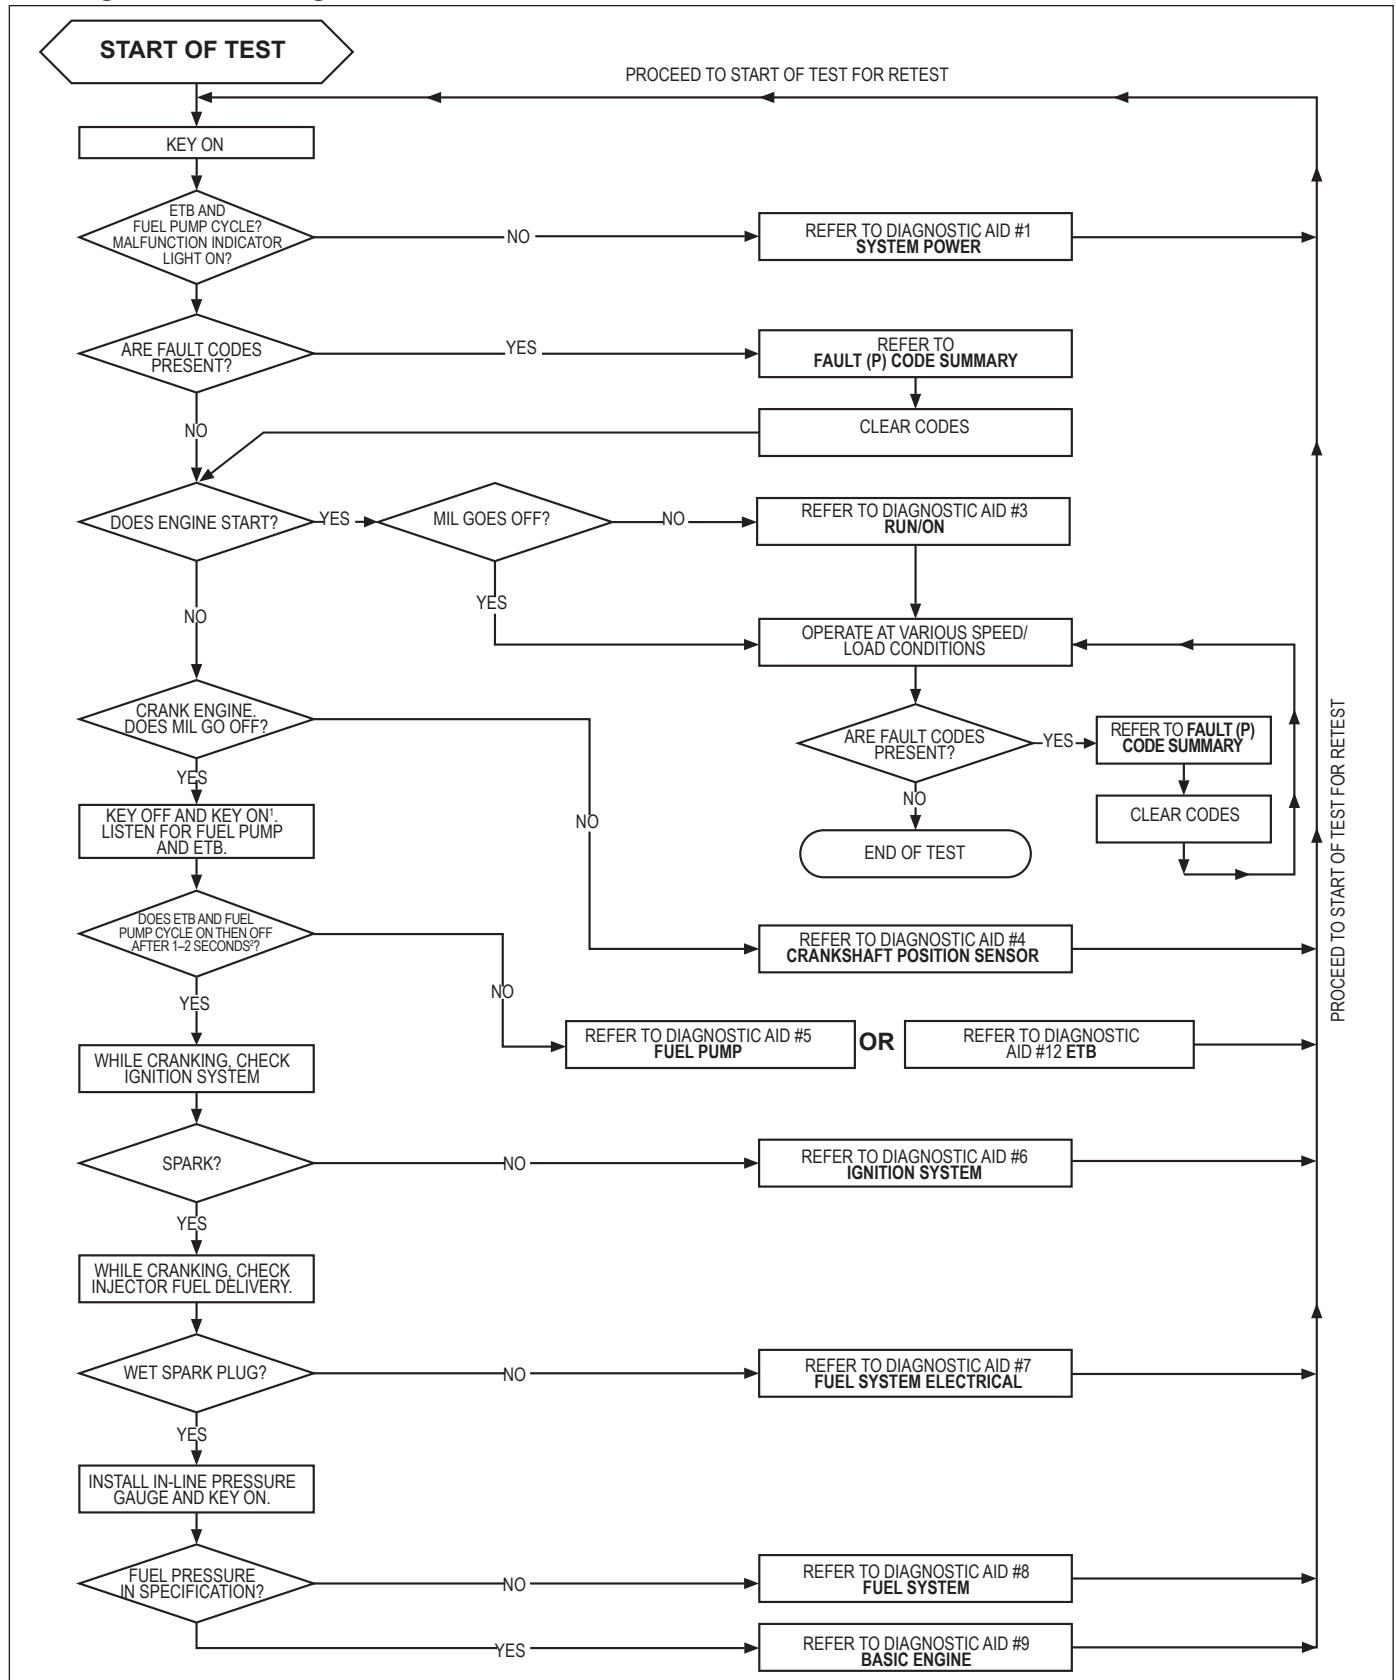 START OF TEST
PROCEED TO START OF TEST FOR RETEST
KEY ON
ETB AND
FUEL PUMP CYCLE?
MALFUNCTION INDICATOR
LIGHT ON?
NO
REFER TO DIAGNOSTIC AID #1
SYSTEM POWER
ARE FAULT CODES
PRESENT?
YES
REFER TO
FAULT (P) CODE SUMMARY
CLEAR CODES
NO
DOES ENGINE START?
YES
MIL GOES OFF?
NO
REFER TO DIAGNOSTIC AID #3
RUN/ON
YES
NO
OPERATE AT VARIOUS SPEED/
LOAD CONDITIONS
CRANK ENGINE.
DOES MIL GO OFF?
ARE FAULT CODES
PRESENT?
YES
REFER TO FAULT (P)
CODE SUMMARY
YES
NO
CLEAR CODES
KEY OFF AND KEY ON¹.
LISTEN FOR FUEL PUMP
AND ETB.
NO
END OF TEST
PROCEED TO START OF TEST FOR RETEST
DOES ETB AND FUEL
PUMP CYCLE ON THEN OFF
AFTER 1–2 SECONDS²?
REFER TO DIAGNOSTIC AID #4
CRANKSHAFT POSITION SENSOR
NO
YES
REFER TO DIAGNOSTIC AID #5
FUEL PUMP
OR
REFER TO DIAGNOSTIC
AID #12 ETB
WHILE CRANKING, CHECK
IGNITION SYSTEM
SPARK?
NO
REFER TO DIAGNOSTIC AID #6
IGNITION SYSTEM
YES
WHILE CRANKING, CHECK
INJECTOR FUEL DELIVERY.
WET SPARK PLUG?
NO
REFER TO DIAGNOSTIC AID #7
FUEL SYSTEM ELECTRICAL
YES
INSTALL IN-LINE PRESSURE
GAUGE AND KEY ON.
FUEL PRESSURE
IN SPECIFICATION?
NO
REFER TO DIAGNOSTIC AID #8
FUEL SYSTEM
YES
REFER TO DIAGNOSTIC AID #9
BASIC ENGINE